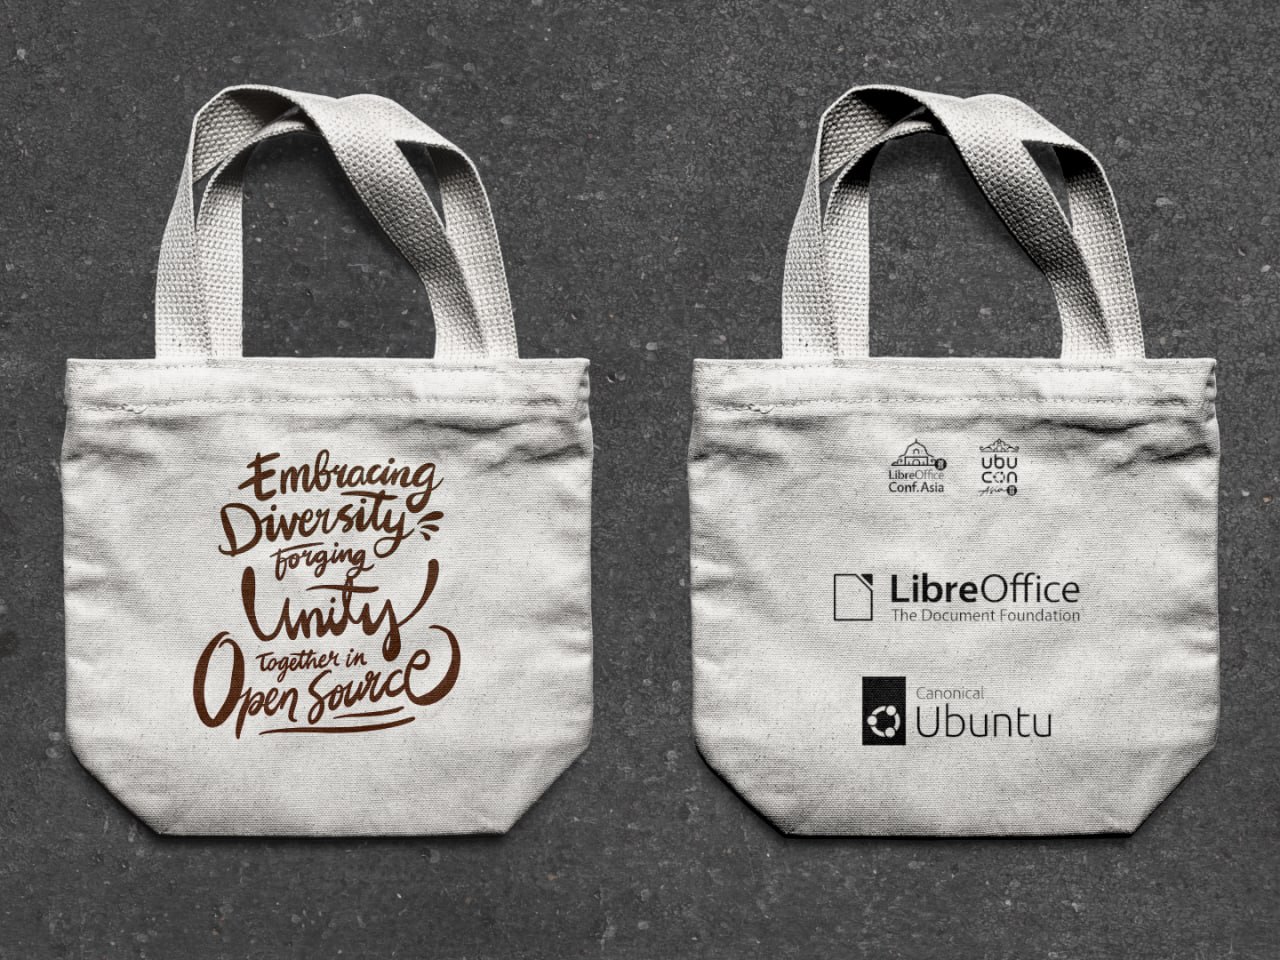 Embracing
Diversity
forging
Unity
Together in
Open Source
LibreOffice
Conf.Asia
ubu
con
Asia
LibreOffice
The Document Foundation
Canonical
Ubuntu